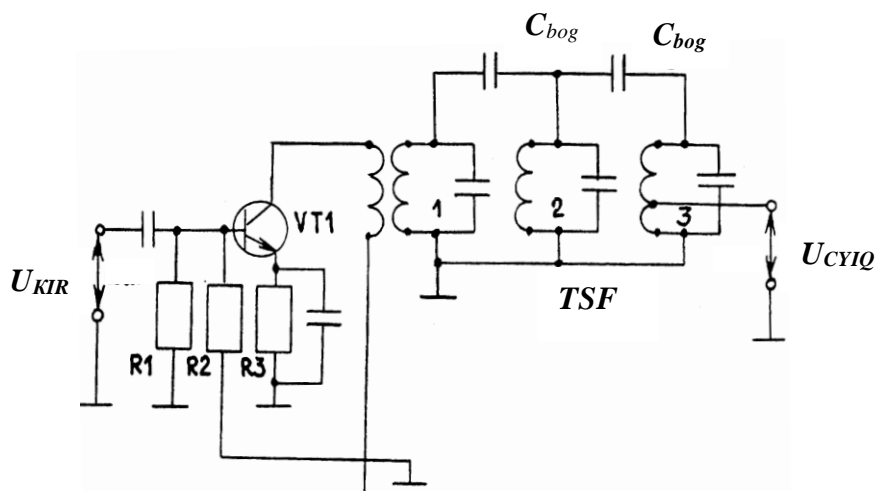 C_bog
C_bog
VT1
1
2
3
U_KIR
U_CYIQ
TSF
R1
R2
R3